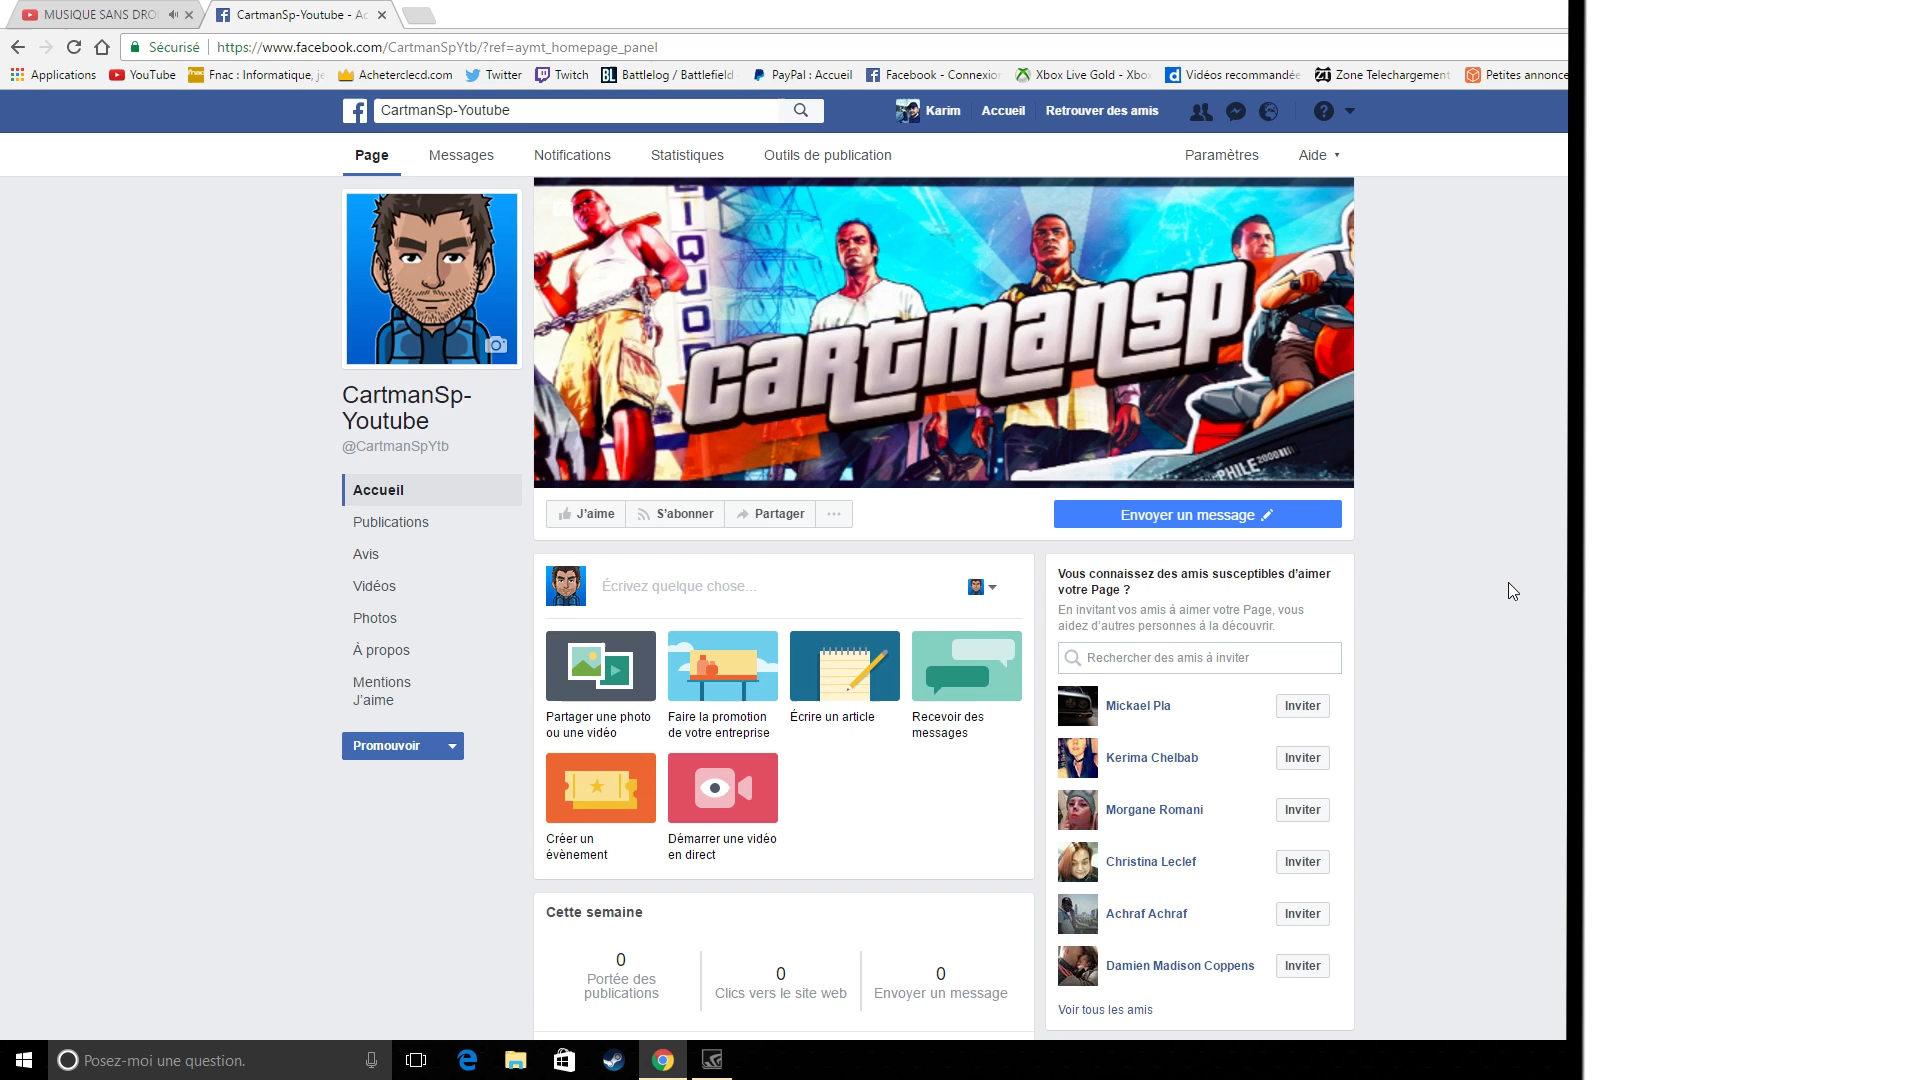 MUSIQUE SANS DROI
CartmanSp-Youtube - Ac
Sécurisé
https://www.facebook.com/CartmanSpYtb/?ref=aymt_homepage_panel
Applications
YouTube
fnac
Fnac : Informatique, je
Acheterclecd.com
Twitter
Twitch
BL
Battlelog / Battlefield
PayPal : Accueil
Facebook - Connexion
Xbox Live Gold - Xbo
Vidéos recommandée
Zone Telechargement
Petites annonce
CartmanSp-Youtube
Karim
Accueil
Retrouver des amis
Page
Messages
Notifications
Statistiques
Outils de publication
Paramètres
Aide
IQUOR
cartmansp
PHILE 2000
CartmanSp-
Youtube
@CartmanSpYtb
Accueil
Publications
Avis
Vidéos
Photos
À propos
Mentions
J'aime
Promouvoir
J'aime
S'abonner
Partager
Envoyer un message
Écrivez quelque chose...
Partager une photo
ou une vidéo
Faire la promotion
de votre entreprise
Écrire un article
Recevoir des
messages
Créer un
évènement
Démarrer une vidéo
en direct
Cette semaine
0
Portée des
publications
0
Clics vers le site web
0
Envoyer un message
Vous connaissez des amis susceptibles d'aimer
votre Page ?
En invitant vos amis à aimer votre Page, vous
aidez d'autres personnes à la découvrir.
Rechercher des amis à inviter
Mickael Pla
Inviter
Kerima Chelbab
Inviter
Morgane Romani
Inviter
Christina Leclef
Inviter
Achraf Achraf
Inviter
Damien Madison Coppens
Inviter
Voir tous les amis
Posez-moi une question.